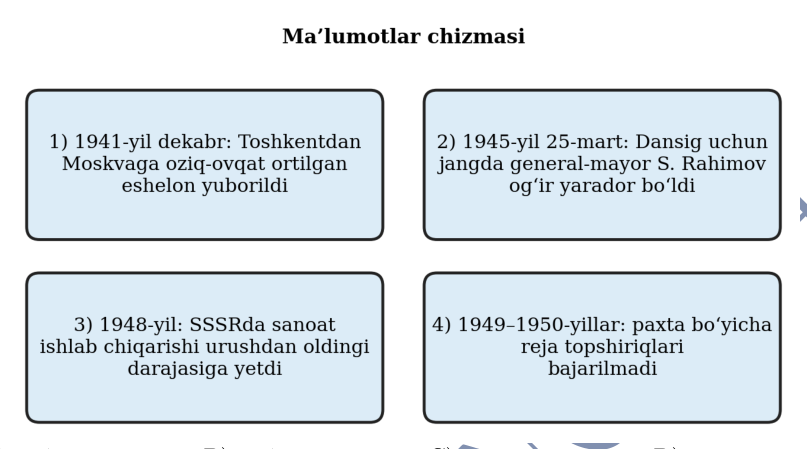 Ma’lumotlar chizmasi
1) 1941-yil dekabr: Toshkentdan
Moskvaga oziq-ovqat ortilgan
eshelon yuborildi
2) 1945-yil 25-mart: Dansig uchun
jangda general-mayor S. Rahimov
og‘ir yarador bo‘ldi
3) 1948-yil: SSSRda sanoat
ishlab chiqarishi urushdan oldingi
darajasiga yetdi
4) 1949–1950-yillar: paxta bo‘yicha
reja topshiriqlari
bajarilmadi